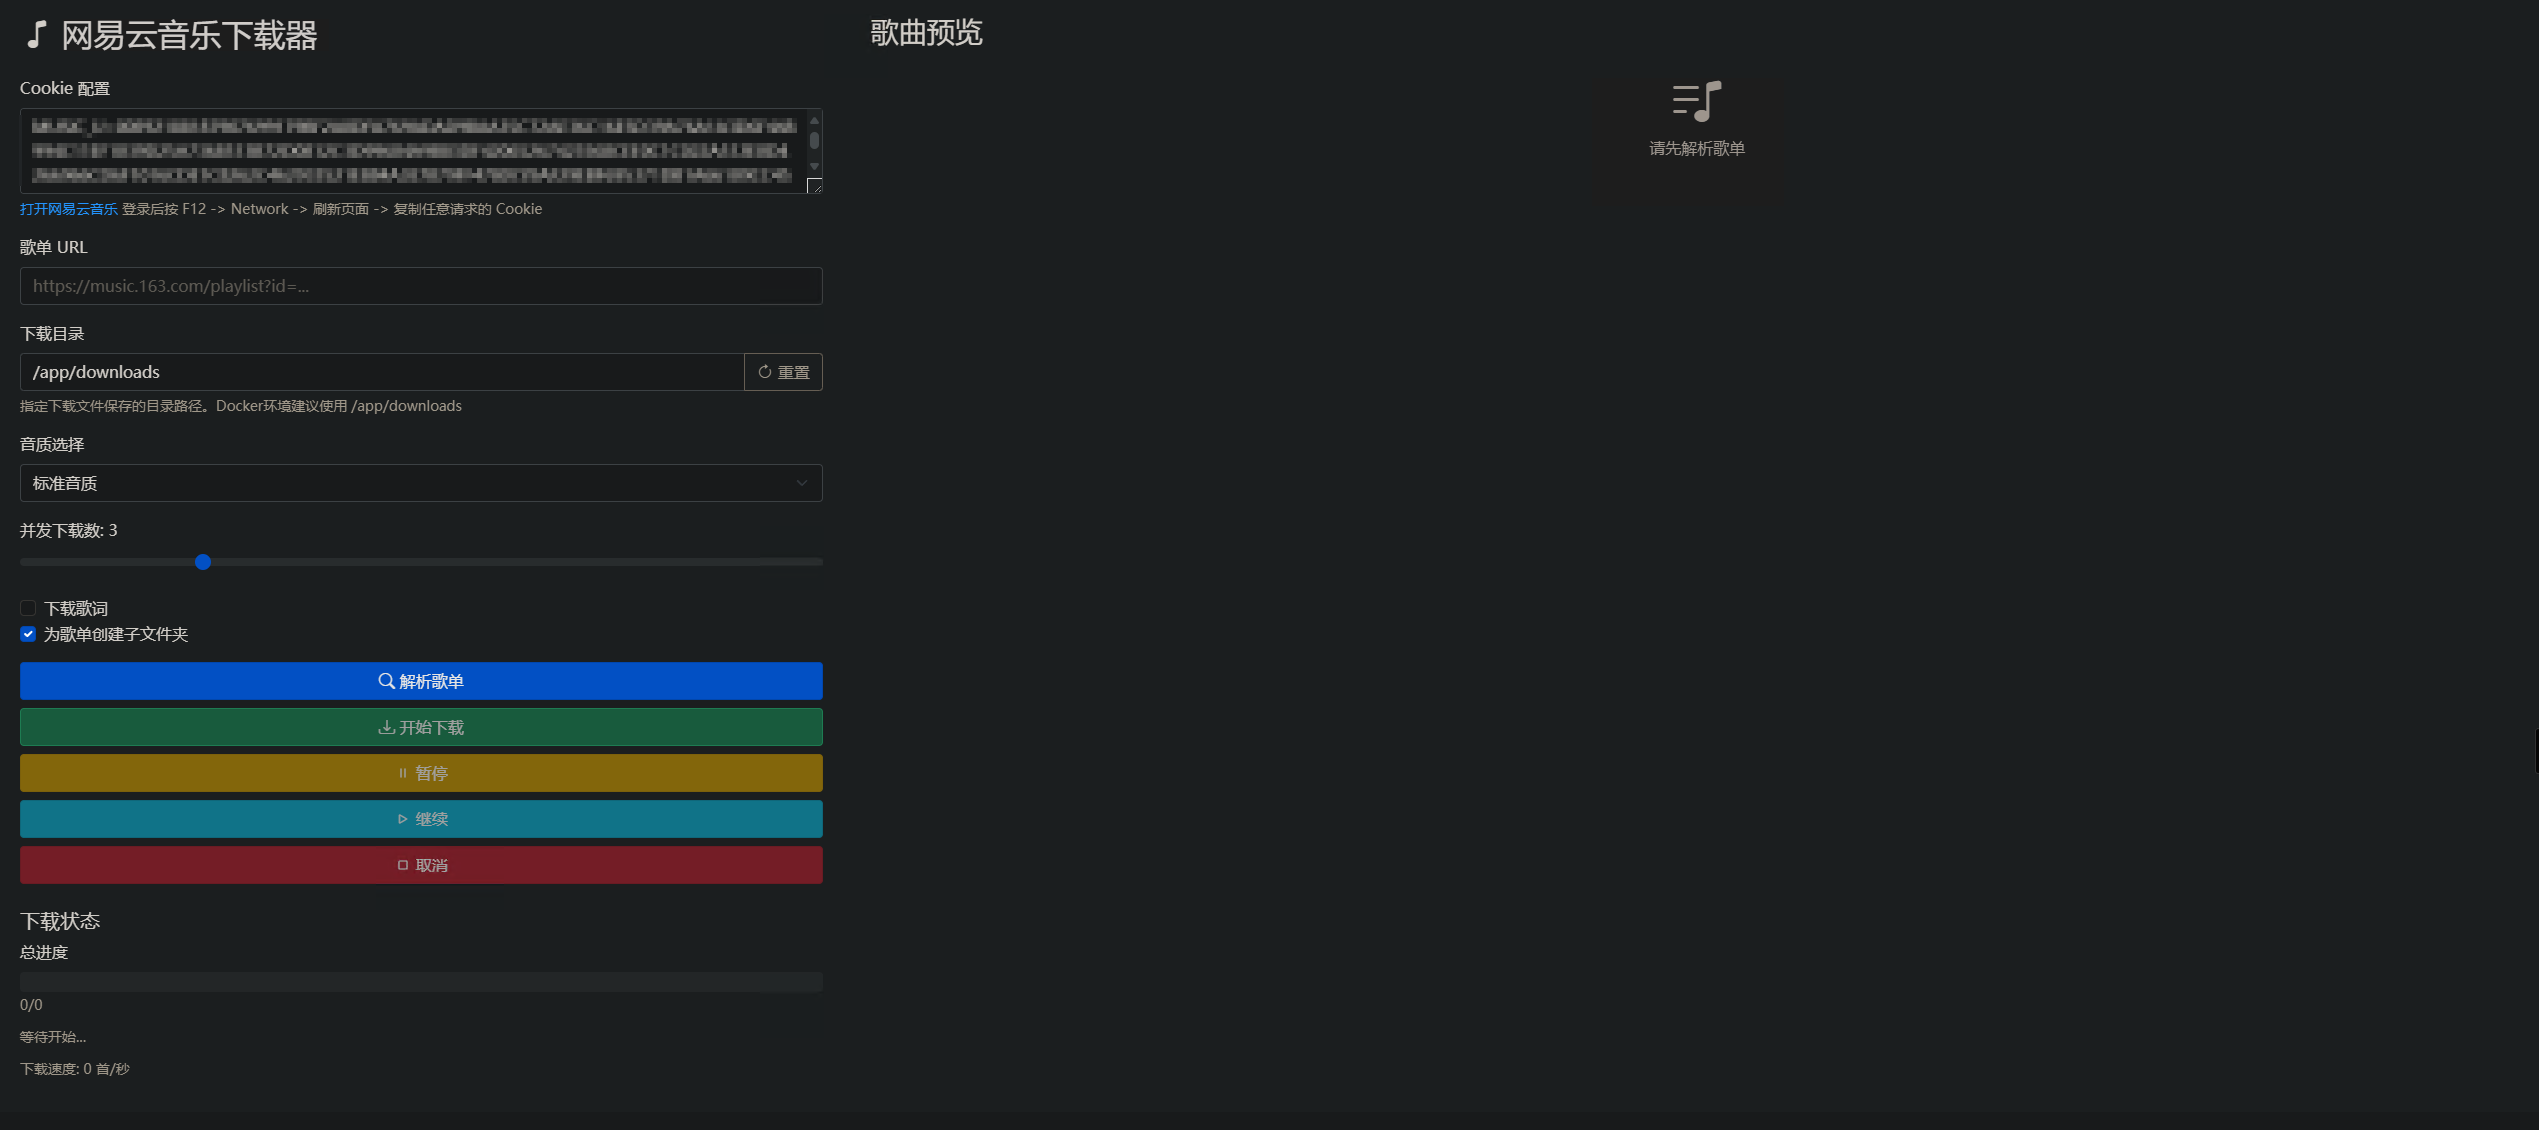 网易云音乐下载器
Cookie 配置
打开网易云音乐 登录后按 F12 -> Network -> 刷新页面 -> 复制任意请求的 Cookie
歌单 URL
https://music.163.com/playlist?id=...
下载目录
/app/downloads
重置
指定下载文件保存的目录路径。Docker环境建议使用 /app/downloads
音质选择
标准音质
并发下载数: 3
下载歌词
为歌单创建子文件夹
解析歌单
开始下载
暂停
继续
取消
下载状态
总进度
0/0
等待开始...
下载速度: 0 首/秒
歌曲预览
请先解析歌单